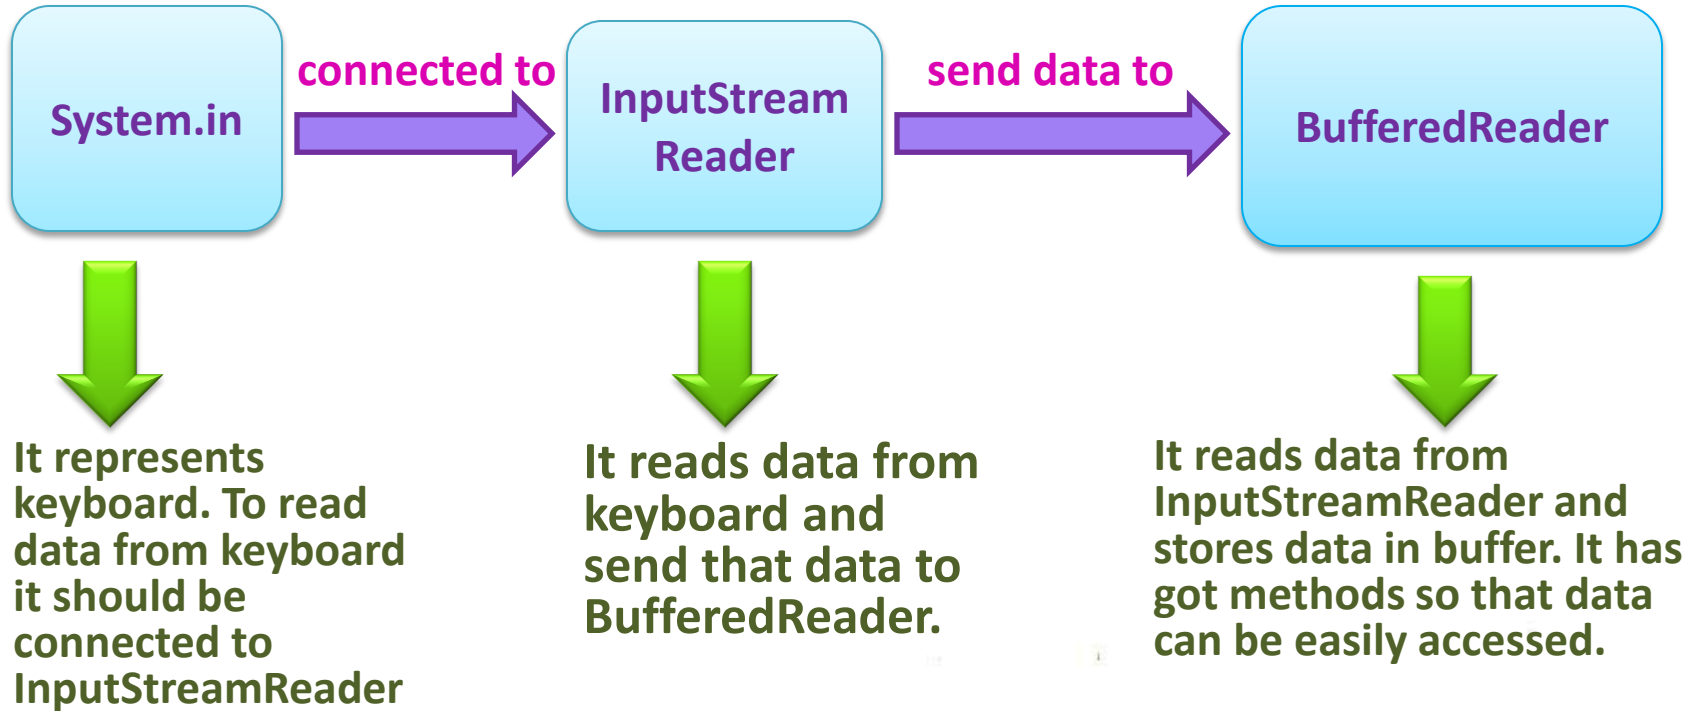 System.in
connected to
InputStream
Reader
send data to
BufferedReader
It represents
keyboard. To read
data from keyboard
it should be
connected to
InputStreamReader
It reads data from
keyboard and
send that data to
BufferedReader.
It reads data from
InputStreamReader and
stores data in buffer. It has
got methods so that data
can be easily accessed.